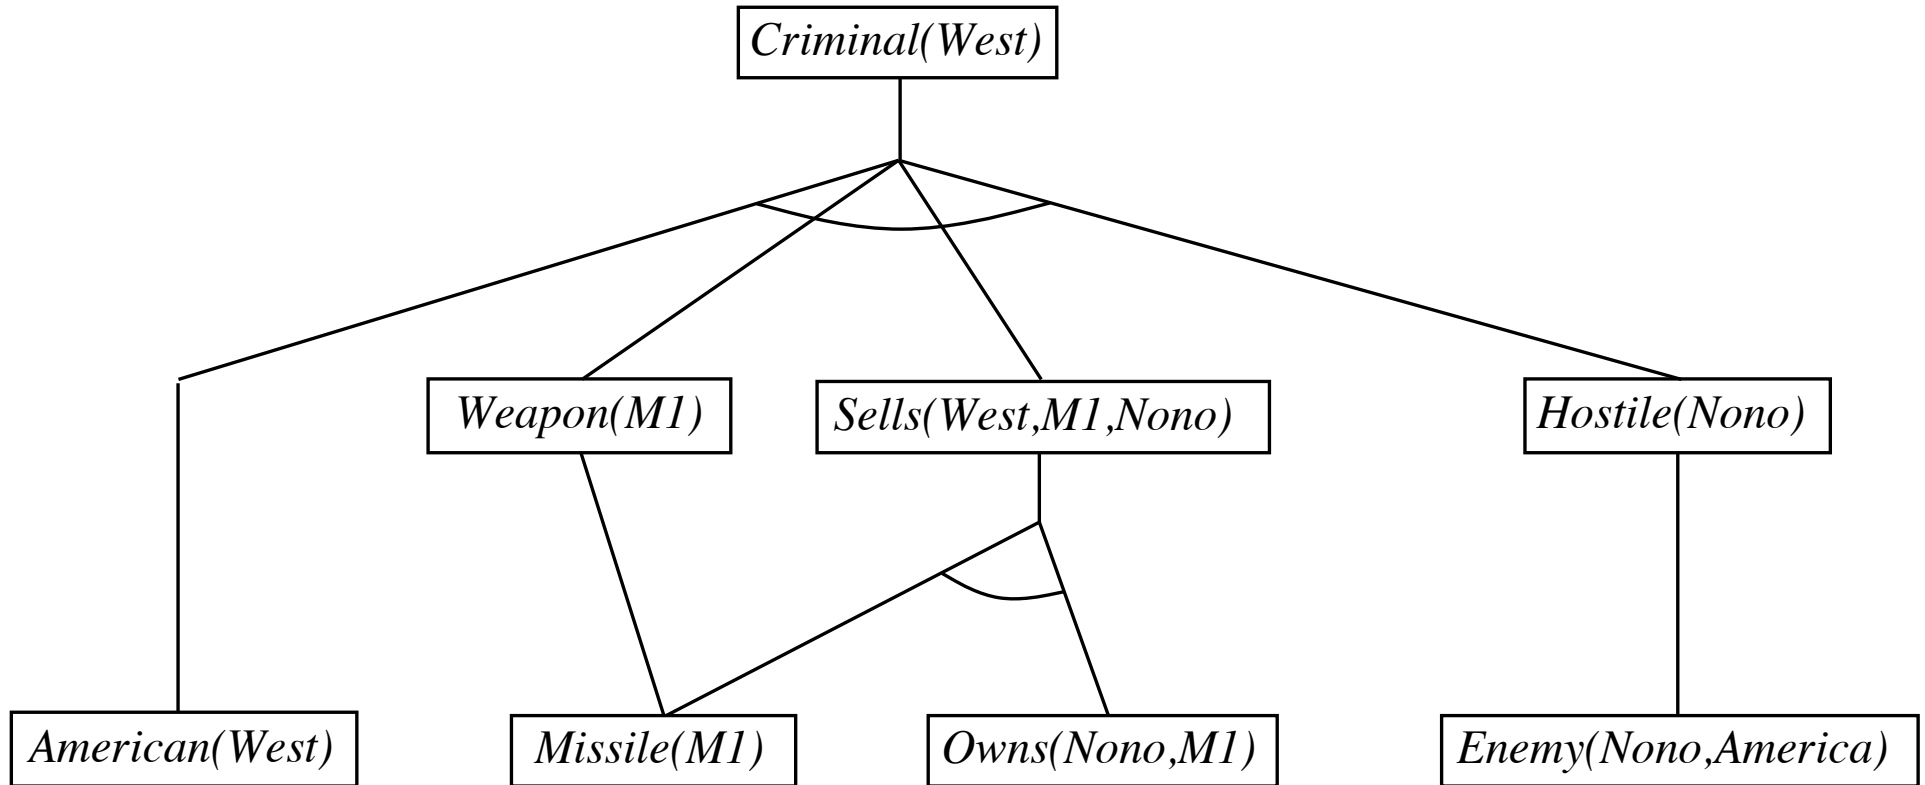 Criminal(West)
Weapon(M1)
Sells(West,M1,Nono)
Hostile(Nono)
American(West)
Missile(M1)
Owns(Nono,M1)
Enemy(Nono,America)